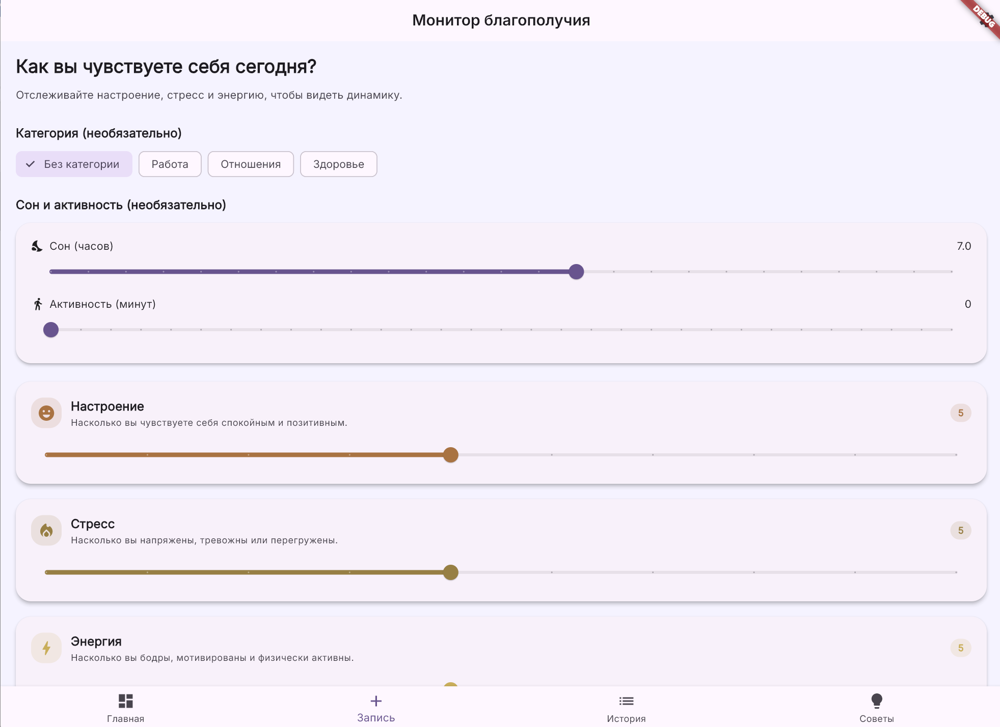 Монитор благополучия
DEBUG
Как вы чувствуете себя сегодня?
Отслеживайте настроение, стресс и энергию, чтобы видеть динамику.
Категория (необязательно)
Без категории
Работа
Отношения
Здоровье
Сон и активность (необязательно)
Сон (часов)
7.0
Активность (минут)
0
Настроение
Насколько вы чувствуете себя спокойным и позитивным.
5
Стресс
Насколько вы напряжены, тревожны или перегружены.
5
Энергия
Насколько вы бодры, мотивированы и физически активны.
5
Главная
Запись
История
Советы